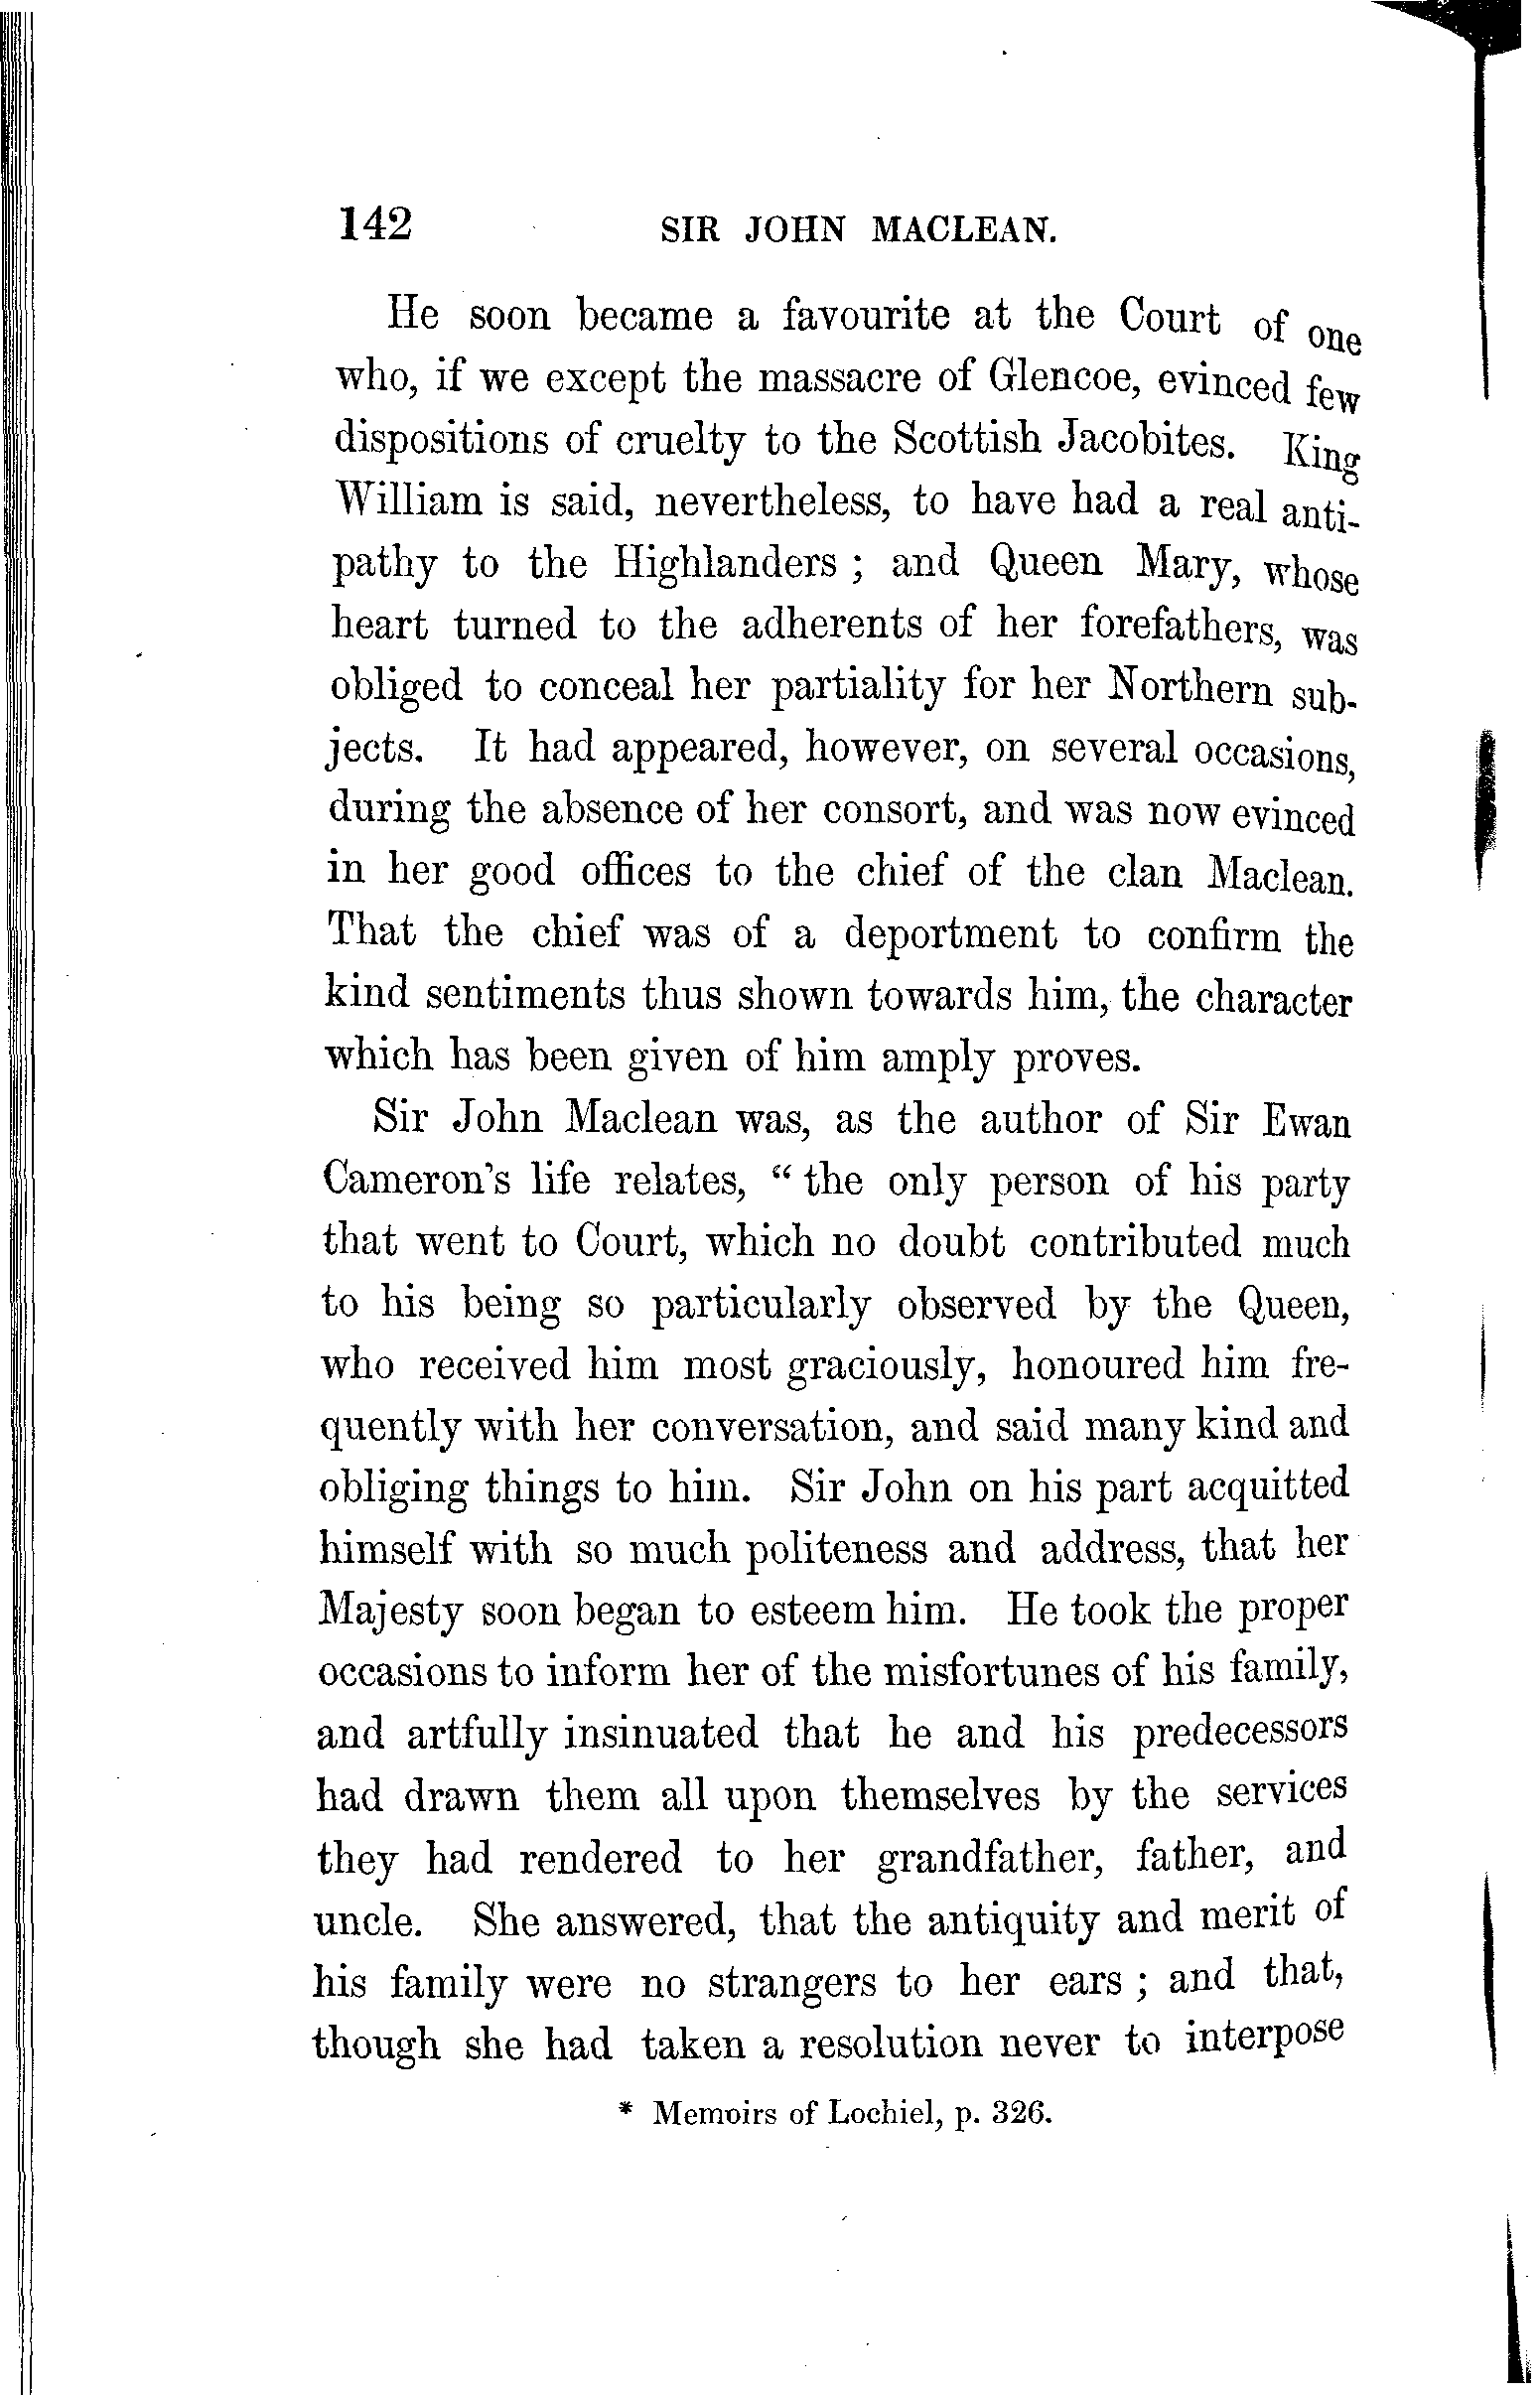 142 SIR JOHN MACLEAN.
He soon became a favourite at the Court of one
who, if we except the massacre of Glencoe, evinced few
dispositions of cruelty to the Scottish Jacobites. King
William is said, nevertheless, to have had a real anti-
pathy to the Highlanders ; and Queen Mary, whose
heart turned to the adherents of her forefathers, was
obliged to conceal her partiality for her Northern sub-
jects. It had appeared, however, on several occasions,
during the absence of her consort, and was now evinced
in her good offices to the chief of the clan Maclean.
That the chief was of a deportment to confirm the
kind sentiments thus shown towards him, the character
which has been given of him amply proves.
Sir John Maclean was, as the author of Sir Ewan
Cameron's life relates, " the only person of his party
that went to Court, which no doubt contributed much
to his being so particularly observed by the Queen,
who received him most graciously, honoured him fre-
quently with her conversation, and said many kind and
obliging things to him. Sir John on his part acquitted
himself with so much politeness and address, that her
Majesty soon began to esteem him. He took the proper
occasions to inform her of the misfortunes of his family,
and artfully insinuated that he and his predecessors
had drawn them all upon themselves by the services
they had rendered to her grandfather, father, and
uncle. She answered, that the antiquity and merit of
his family were no strangers to her ears ; and that,
though she had taken a resolution never to interpose
* Memoirs of Lochiel, p. 326.